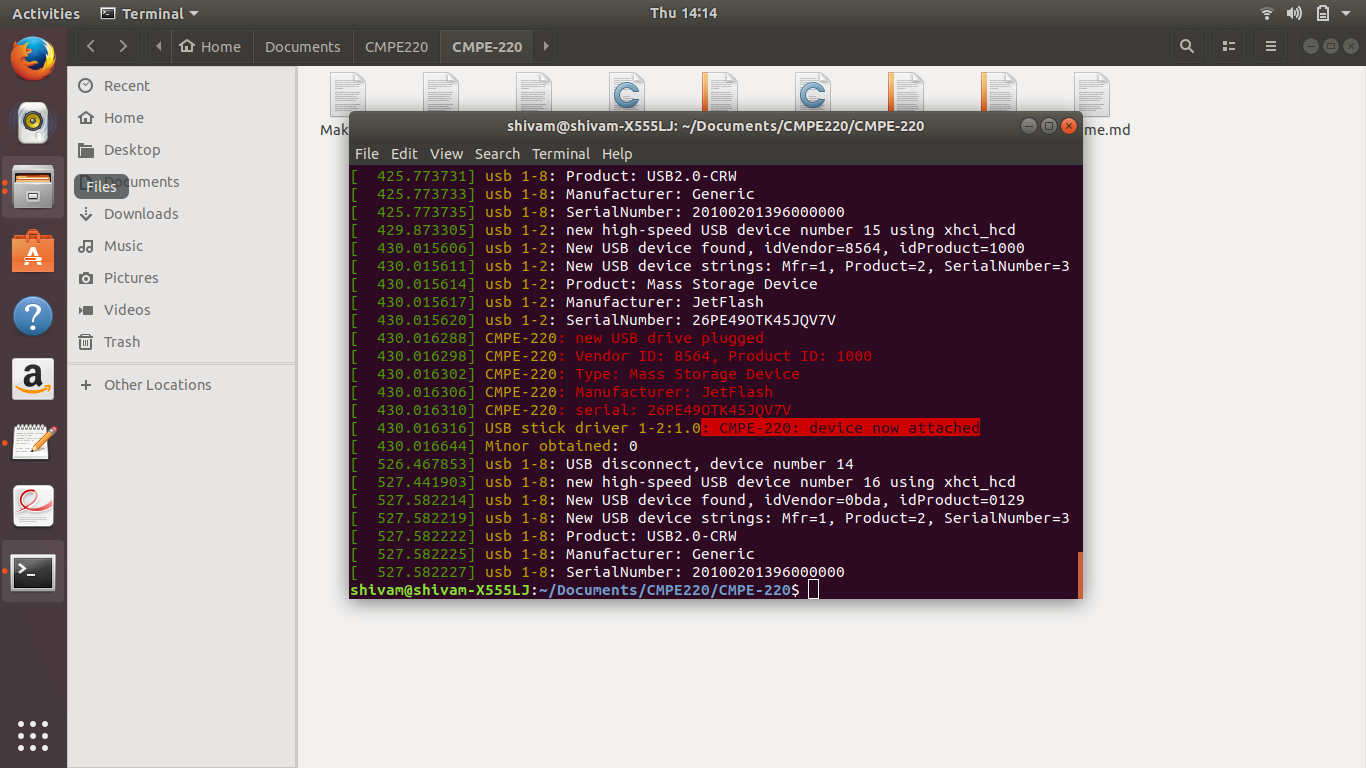 Activities Terminal Thu 14:14
Home Documents CMPE220 CMPE-220
Recent
Home
Desktop
Documents
Files
Downloads
Music
Pictures
Videos
Trash
Other Locations
Mak
me.md
shivam@shivam-X555LJ: ~/Documents/CMPE220/CMPE-220
File Edit View Search Terminal Help
[  425.773731] usb 1-8: Product: USB2.0-CRW
[  425.773733] usb 1-8: Manufacturer: Generic
[  425.773735] usb 1-8: SerialNumber: 20100201396000000
[  429.873305] usb 1-2: new high-speed USB device number 15 using xhci_hcd
[  430.015606] usb 1-2: New USB device found, idVendor=8564, idProduct=1000
[  430.015611] usb 1-2: New USB device strings: Mfr=1, Product=2, SerialNumber=3
[  430.015614] usb 1-2: Product: Mass Storage Device
[  430.015617] usb 1-2: Manufacturer: JetFlash
[  430.015620] usb 1-2: SerialNumber: 26PE49OTK45JQV7V
[  430.016288] CMPE-220: new USB drive plugged
[  430.016298] CMPE-220: Vendor ID: 8564, Product ID: 1000
[  430.016302] CMPE-220: Type: Mass Storage Device
[  430.016306] CMPE-220: Manufacturer: JetFlash
[  430.016310] CMPE-220: serial: 26PE49OTK45JQV7V
[  430.016316] USB stick driver 1-2:1.0: CMPE-220: device now attached
[  430.016644] Minor obtained: 0
[  526.467853] usb 1-8: USB disconnect, device number 14
[  527.441903] usb 1-8: new high-speed USB device number 16 using xhci_hcd
[  527.582214] usb 1-8: New USB device found, idVendor=0bda, idProduct=0129
[  527.582219] usb 1-8: New USB device strings: Mfr=1, Product=2, SerialNumber=3
[  527.582222] usb 1-8: Product: USB2.0-CRW
[  527.582225] usb 1-8: Manufacturer: Generic
[  527.582227] usb 1-8: SerialNumber: 20100201396000000
shivam@shivam-X555LJ:~/Documents/CMPE220/CMPE-220$